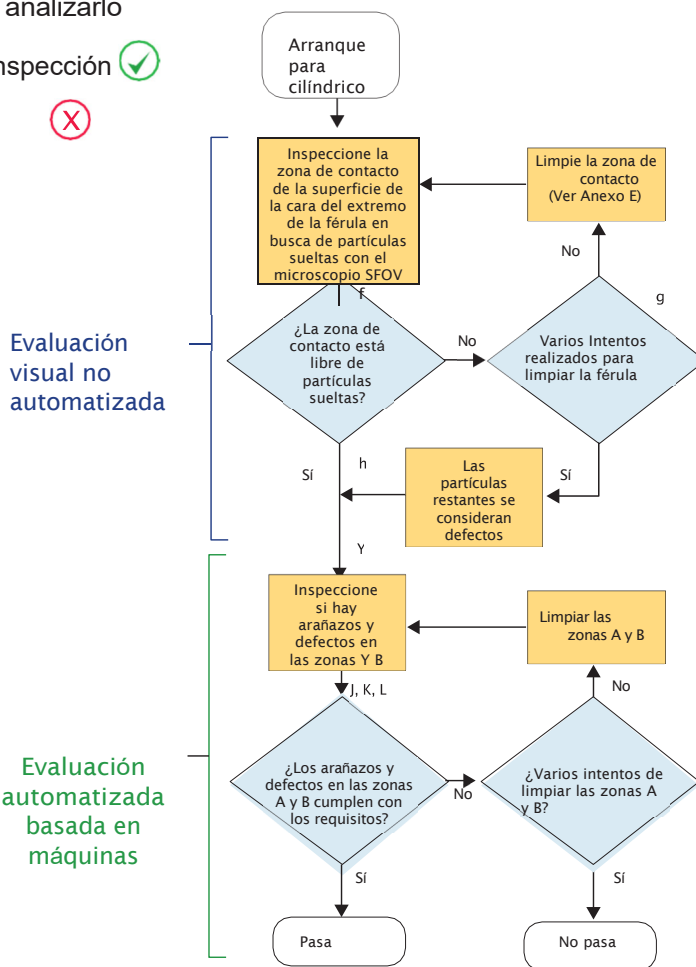 analizarlo
nspección
X
Arranque
para
cilíndrico
Inspeccione la
zona de contacto
de la superficie de
la cara del extremo
de la férula en
busca de partículas
sueltas con el
microscopio SFOV
Limpie la zona de
contacto
(Ver Anexo E)
No
f
g
¿La zona de
contacto está
libre de
partículas
sueltas?
No
Varios Intentos
realizados para
limpiar la férula
Evaluación
visual no
automatizada
Sí
h
Las
partículas
restantes se
consideran
defectos
Sí
Y
Inspeccione
si hay
arañazos y
defectos en
las zonas Y B
Limpiar las
zonas A y B
J, K, L
No
¿Los arañazos y
defectos en las zonas
A y B cumplen con
los requisitos?
No
¿Varios intentos de
limpiar las zonas A
y B?
Evaluación
automatizada
basada en
máquinas
Sí
Sí
Pasa
No pasa